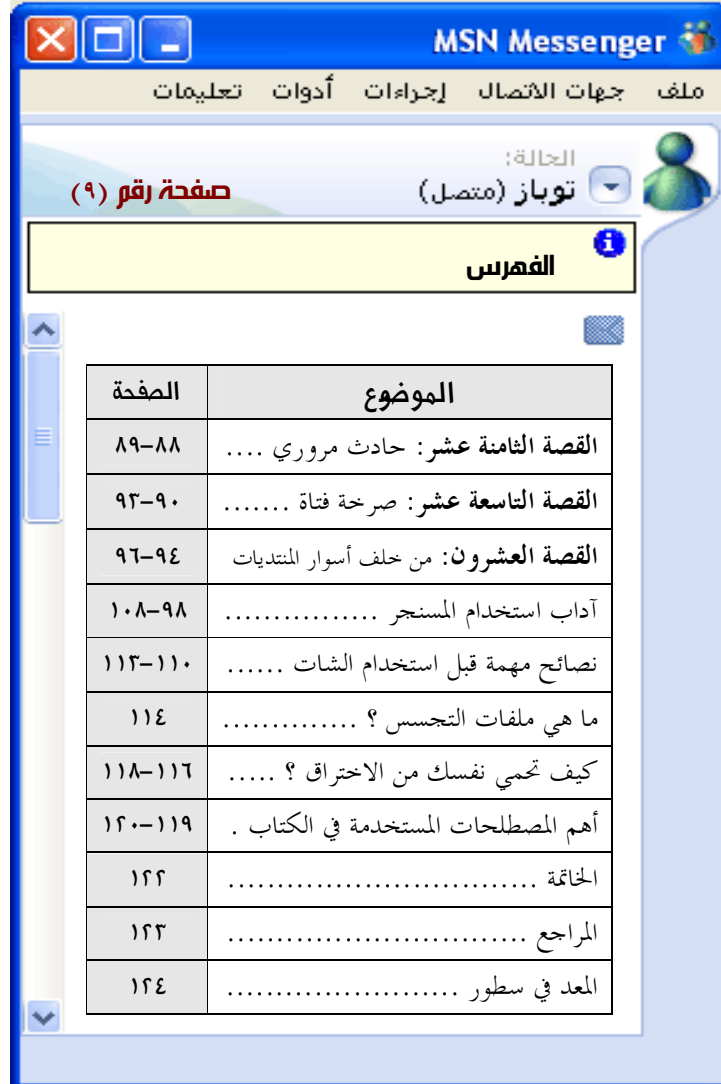 MSN Messenger
ملف جهات الاتصال إجراءات أدوات تعليمات
الحالة:
توباز (متصل)
صفحة رقم (٩)
الفهرس
الموضوع الصفحة
القصة الثامنة عشر: حادث مروري .... ٨٨-٨٩
القصة التاسعة عشر: صرخة فتاة ....... ٩٠-٩٣
القصة العشرون: من خلف أسوار المنتديات ٩٤-٩٦
آداب استخدام المسنجر ................ ٩٨-١٠٨
نصائح مهمة قبل استخدام الشات ...... ١١٠-١١٣
ما هي ملفات التجسس ؟ .............. ١١٤
كيف تحمي نفسك من الاختراق ؟ ..... ١١٦-١١٨
أهم المصطلحات المستخدمة في الكتاب . ١١٩-١٢٠
الخاتمة ................................ ١٢٢
المراجع ............................... ١٢٣
المعد في سطور ........................ ١٢٤